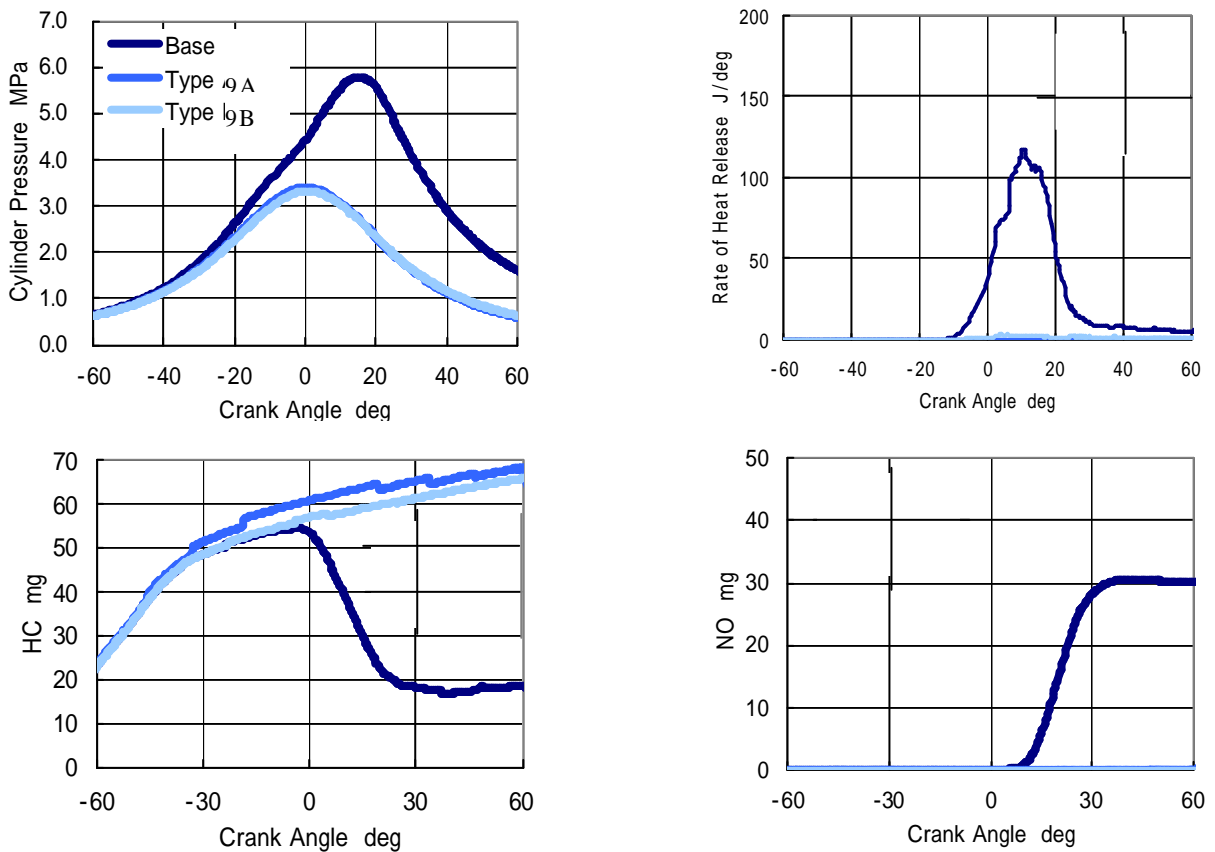 Cylinder Pressure MPa
7.0
6.0
5.0
4.0
3.0
2.0
1.0
0.0
Base
Type 9A
Type 9B
-60 -40 -20 0 20 40 60
Crank Angle deg
Rate of Heat Release J/deg
200
150
100
50
0
-60 -40 -20 0 20 40 60
Crank Angle deg
HC mg
70
60
50
40
30
20
10
0
-60 -30 0 30 60
Crank Angle deg
NO mg
50
40
30
20
10
0
-60 -30 0 30 60
Crank Angle deg